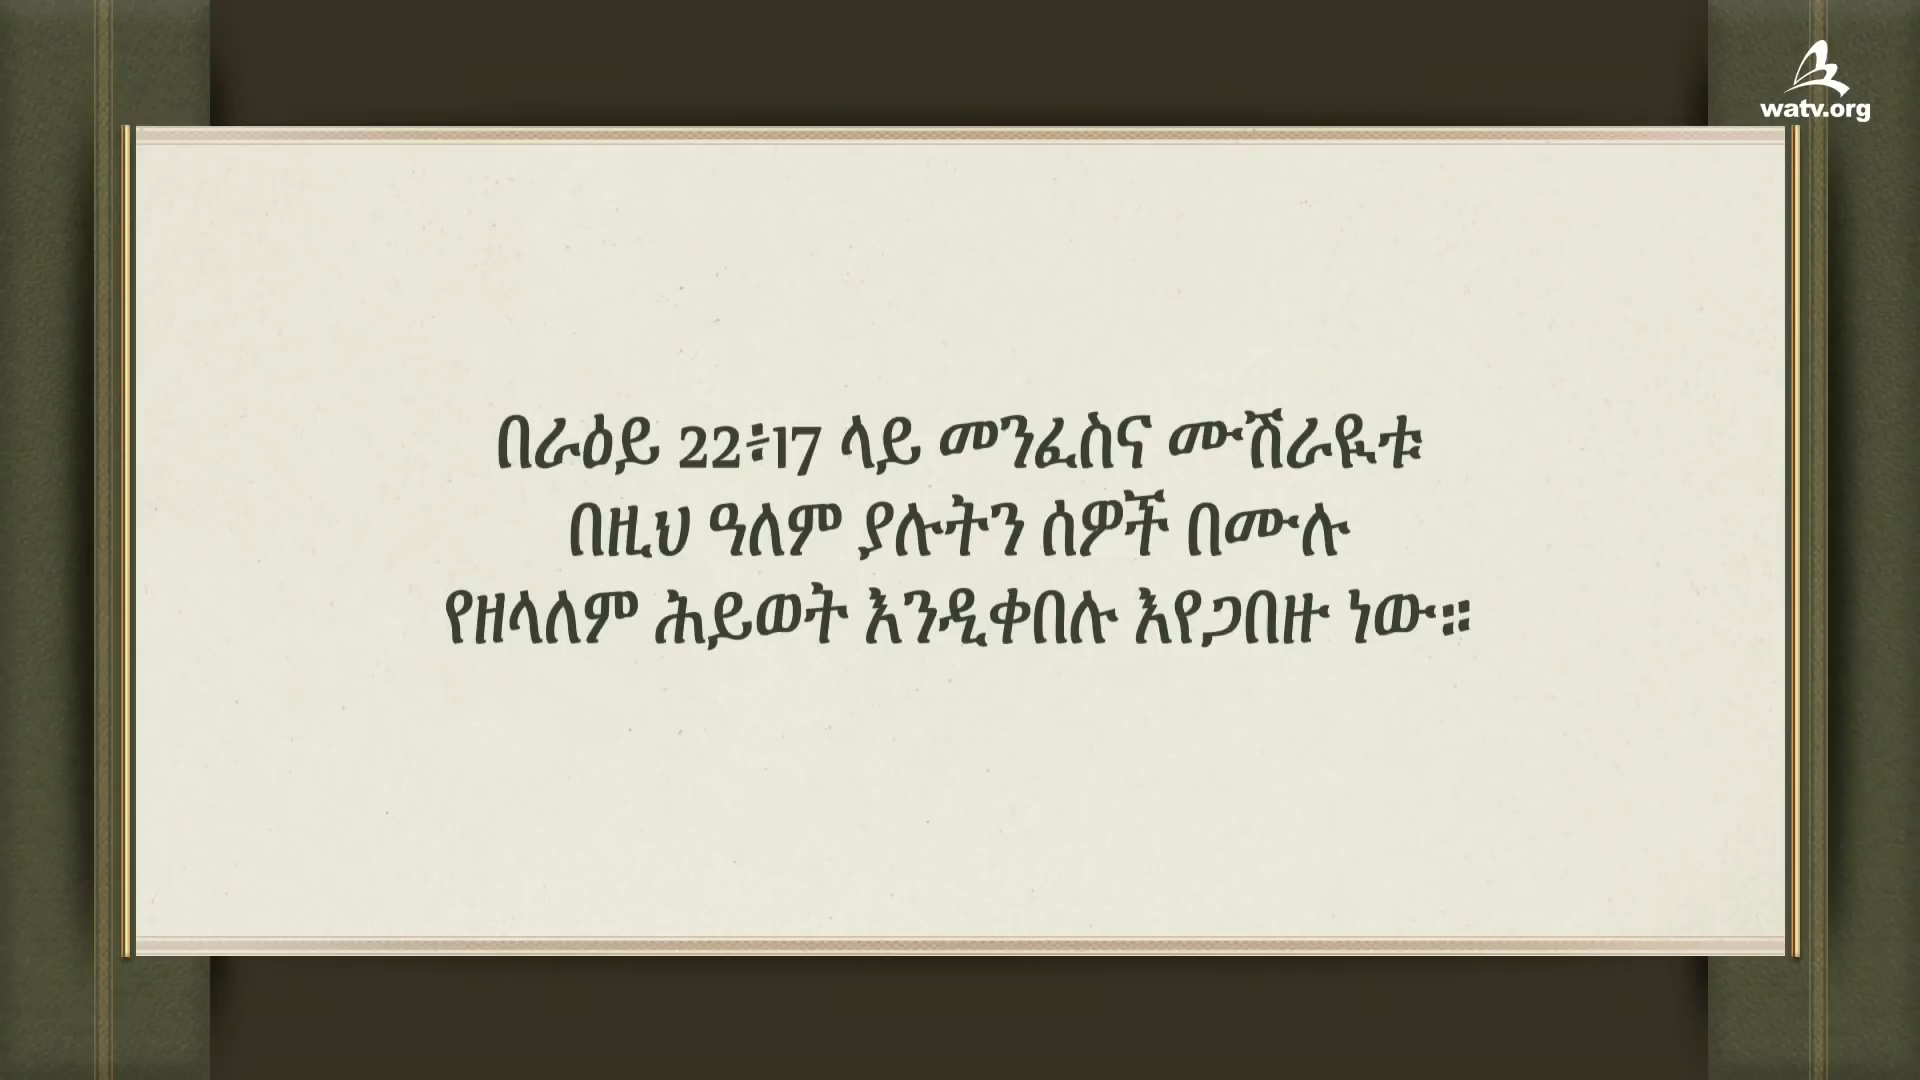 watv.org
በራዕይ 22፥17 ላይ መንፈስና ሙሽራዪቱ
በዚህ ዓለም ያሉትን ሰዎች በሙሉ
የዘላለም ሕይወት እንዲቀበሉ እየጋበዙ ነው።